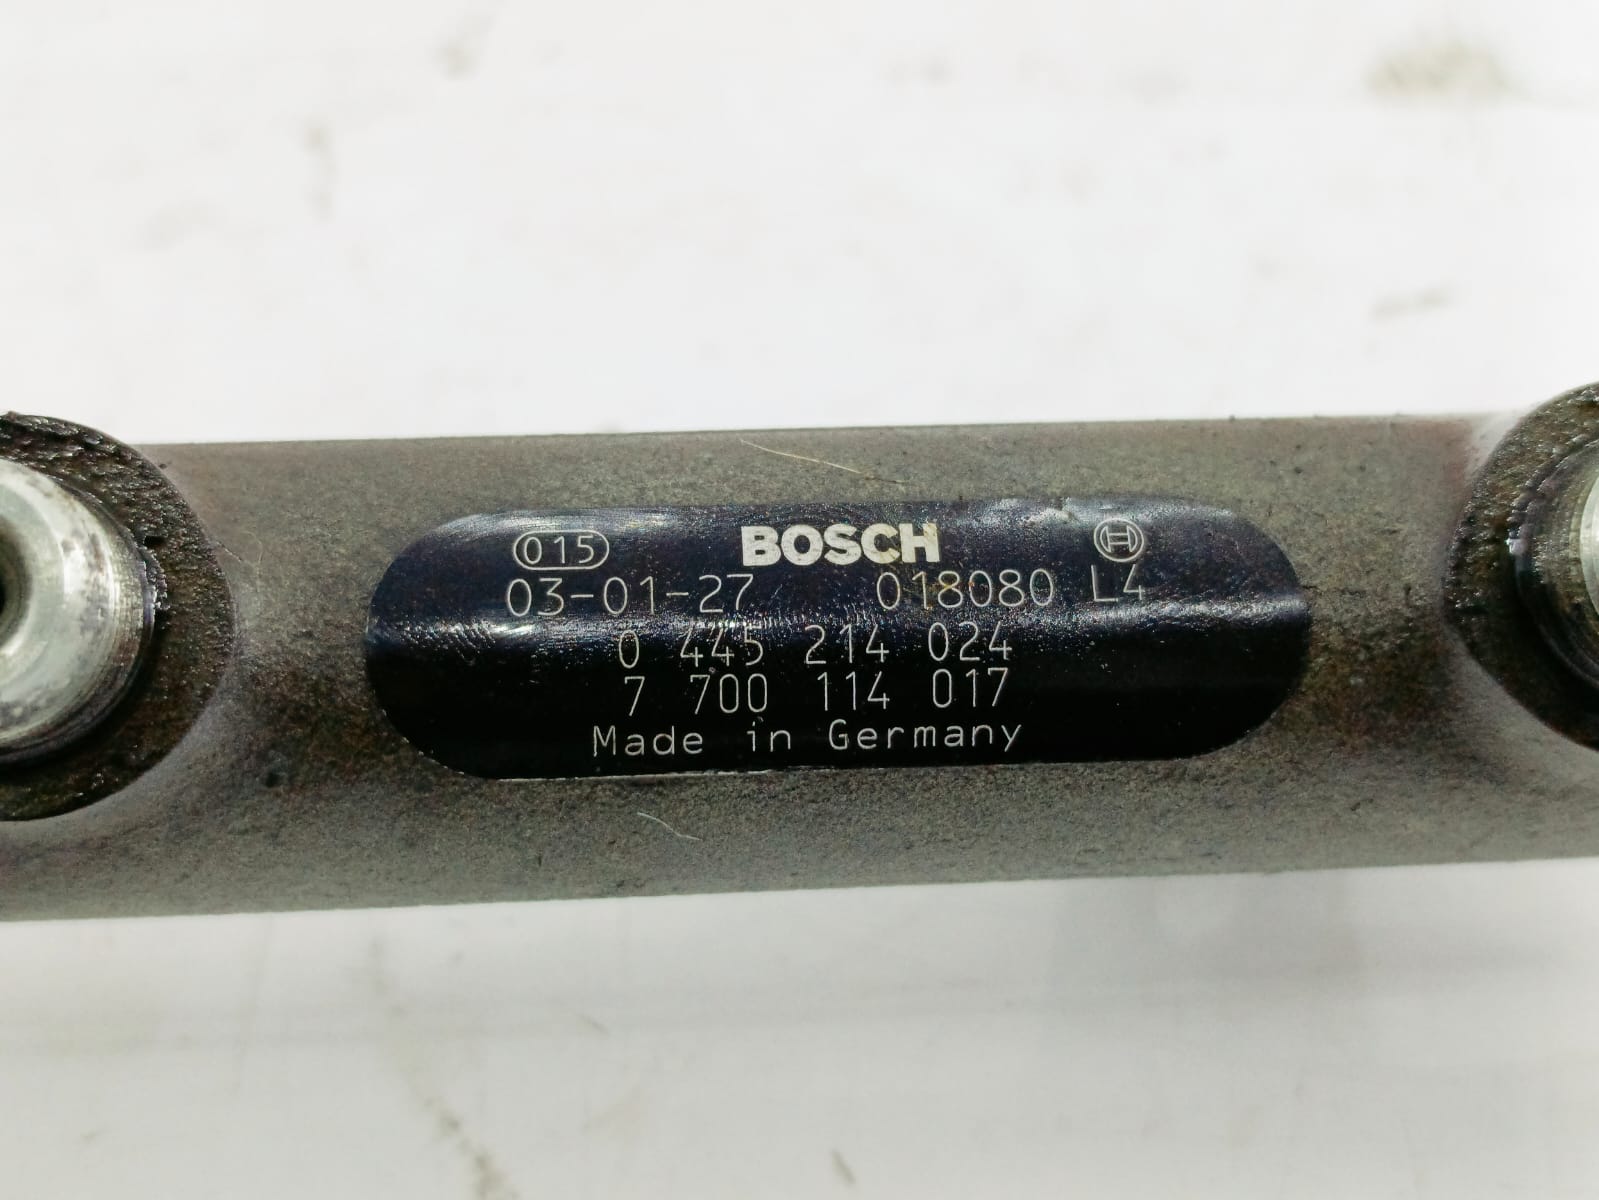 015 BOSCH
03-01-27 018080 L4
0 445 214 024
7 700 114 017
Made in Germany